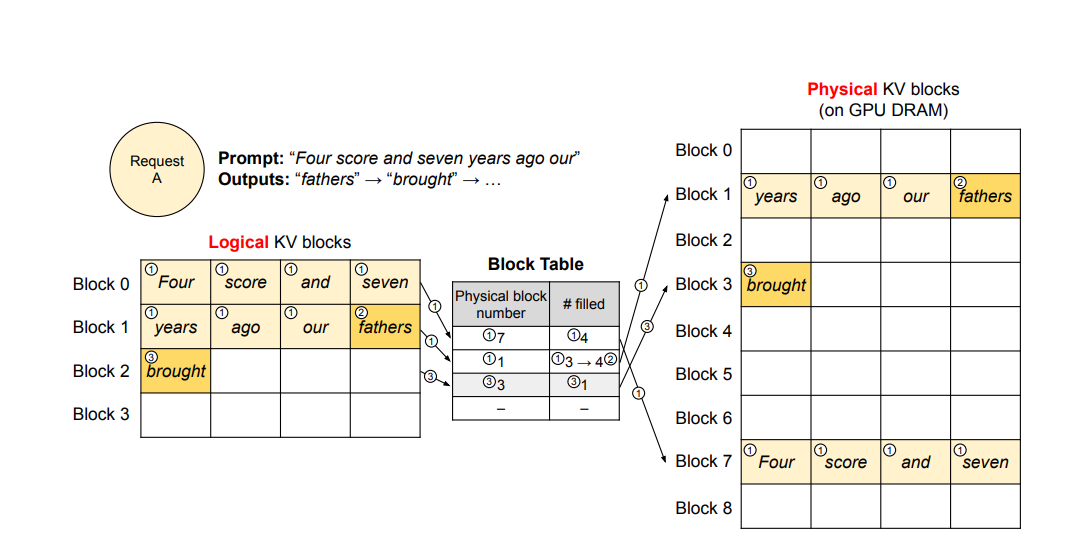 Physical KV blocks
(on GPU DRAM)
Request
A
Prompt: “Four score and seven years ago our”
Outputs: “fathers” → “brought” → …
Logical KV blocks
Block 0 ① Four ① score ① and ① seven
Block 1 ① years ① ago ① our ② fathers
Block 2 ③ brought
Block 3
① ① ③
Block Table
Physical block number # filled
①7 ①4
①1 ①3 → 4②
③3 ③1
– –
① ③ ①
Block 0
Block 1 ① years ① ago ① our ② fathers
Block 2
Block 3 ③ brought
Block 4
Block 5
Block 6
Block 7 ① Four ① score ① and ① seven
Block 8